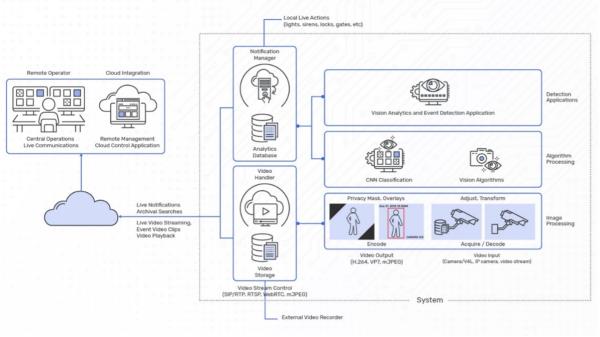 Local Live Actions
(lights, sirens, locks, gates, etc)
Remote Operator
Cloud Integration
Central Operations
Live Communications
Remote Management
Cloud Control Application
Notification
Manager
Analytics
Database
Vision Analytics and Event Detection Application
Detection
Applications
CNN Classification
Vision Algorithms
Algorithm
Processing
Video
Handler
Video
Storage
Live Notifications
Archival Searches
Live Video Streaming,
Event Video Clips
Video Playback
Privacy Mask, Overlays
Adjust, Transform
Encode
Acquire / Decode
Image
Processing
Video Output
(H.264, VP7, mJPEG)
Video Input
(Camera/V4L, IP camera, video stream)
Video Stream Control
(SIP/RTP, RTSP, WebRTC, mJPEG)
System
External Video Recorder